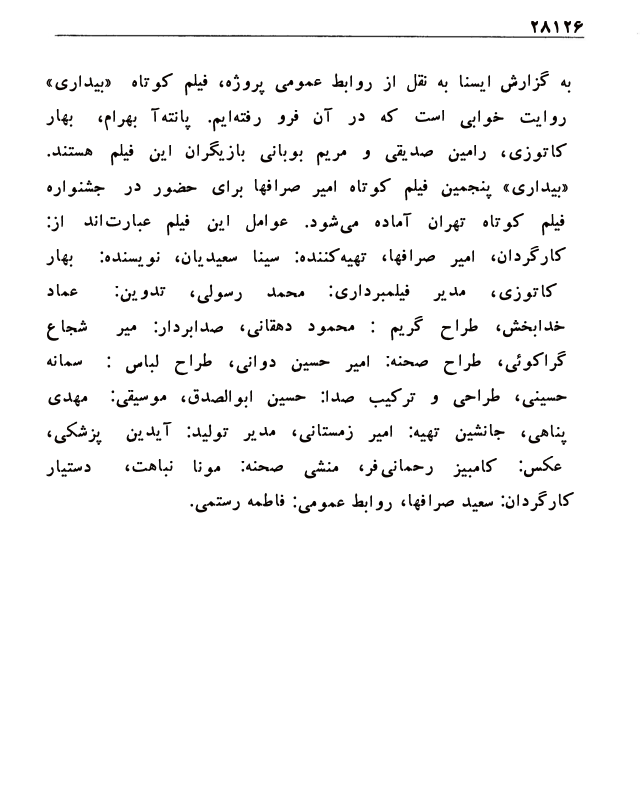 ۲۸۱۲۶
به گزارش ایسنا به نقل از روابط عمومی پروژه، فیلم کوتاه «بیداری»
روایت خوابی است که در آن فرو رفته‌ایم. پانته‌آ بهرام، بهار
کاتوزی، رامین صدیقی و مریم بوبانی بازیگران این فیلم هستند.
«بیداری» پنجمین فیلم کوتاه امیر صرافها برای حضور در جشنواره
فیلم کوتاه تهران آماده می‌شود. عوامل این فیلم عبارت‌اند از:
کارگردان، امیر صرافها، تهیه‌کننده: سینا سعیدیان، نویسنده: بهار
کاتوزی، مدیر فیلمبرداری: محمد رسولی، تدوین: عماد
خدابخش، طراح گریم : محمود دهقانی، صدابردار: میر شجاع
گراکوئی، طراح صحنه: امیر حسین دوانی، طراح لباس : سمانه
حسینی، طراحی و ترکیب صدا: حسین ابوالصدق، موسیقی: مهدی
پناهی، جانشین تهیه: امیر زمستانی، مدیر تولید: آیدین پزشکی،
عکس: کامبیز رحمانی‌فر، منشی صحنه: مونا نباهت، دستیار
کارگردان: سعید صرافها، روابط عمومی: فاطمه رستمی.